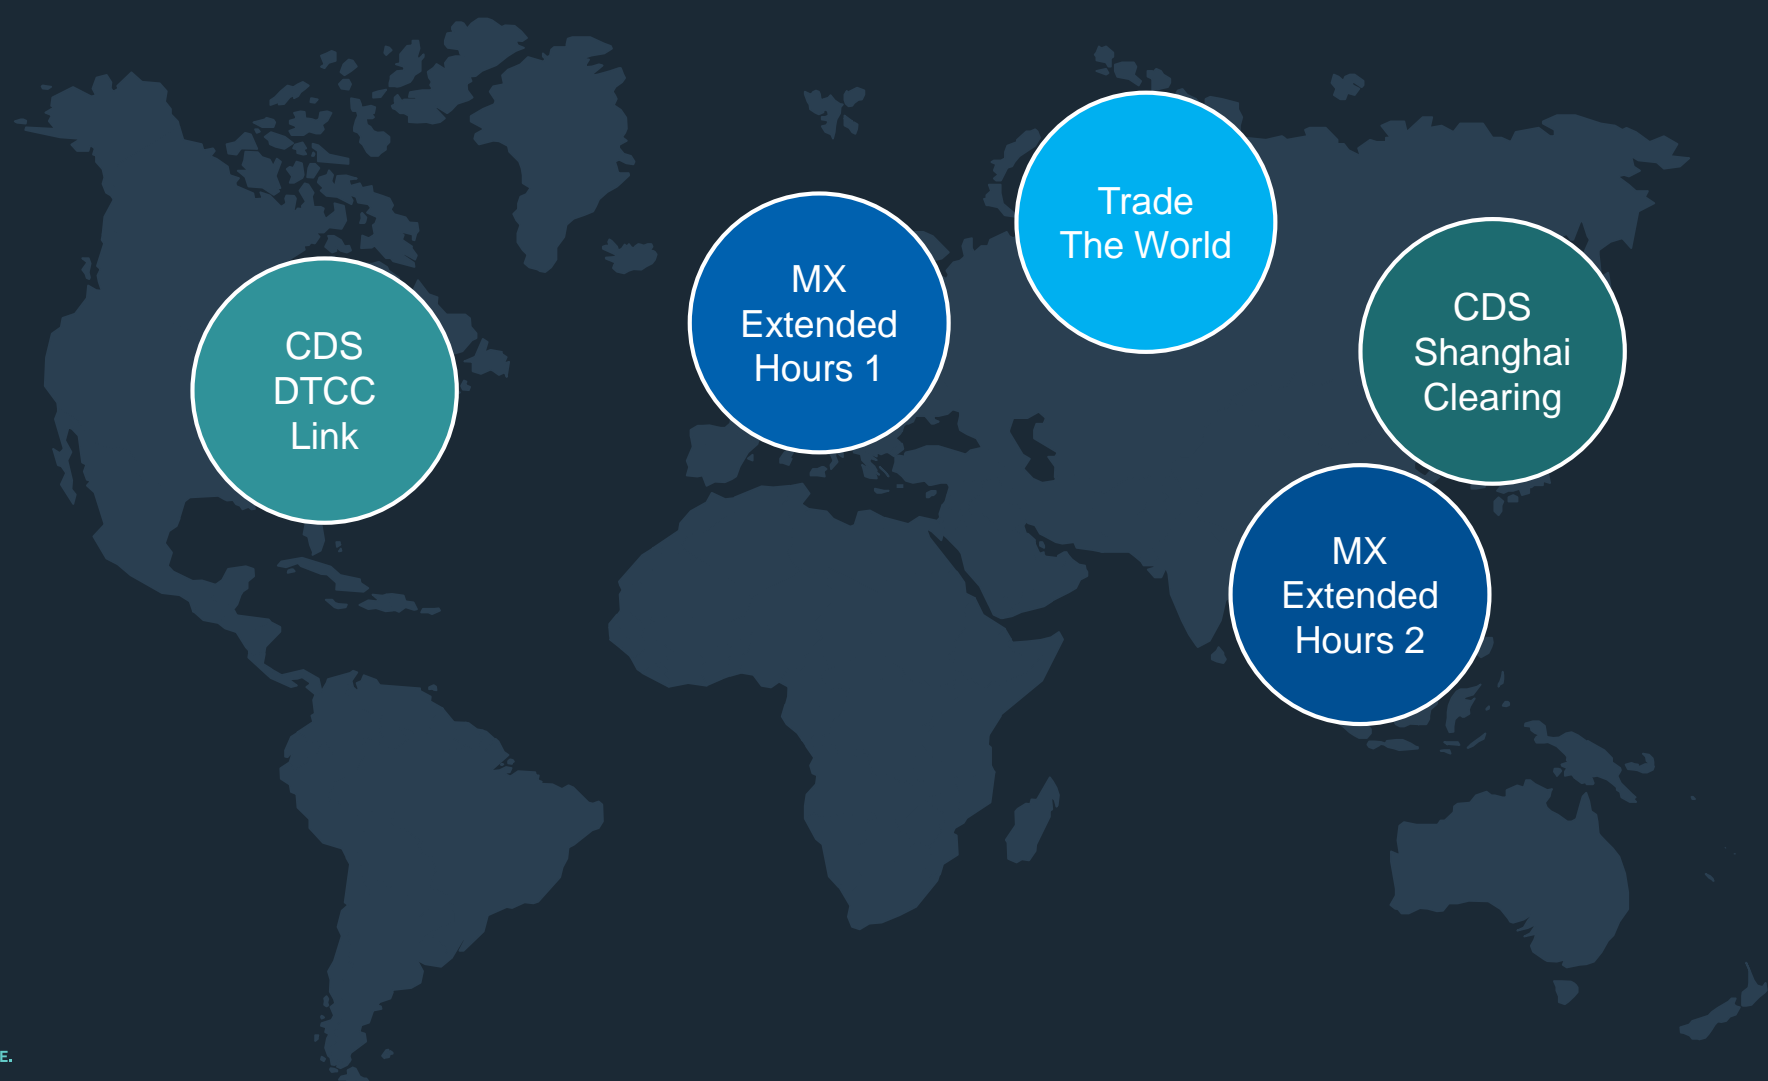 CDS
DTCC
Link
MX
Extended
Hours 1
Trade
The World
CDS
Shanghai
Clearing
MX
Extended
Hours 2
E.